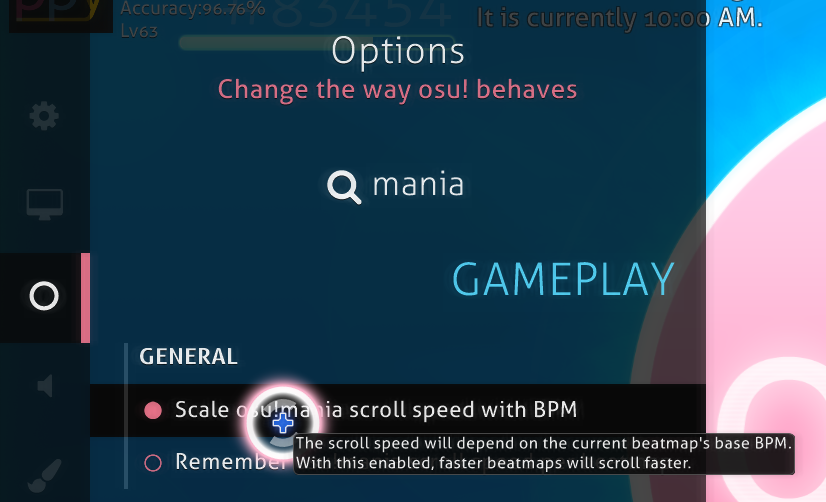 Accuracy:96.76%
Lv63
It is currently 10:00 AM.
Options
Change the way osu! behaves
mania
GAMEPLAY
GENERAL
Scale osu!mania scroll speed with BPM
The scroll speed will depend on the current beatmap's base BPM.
With this enabled, faster beatmaps will scroll faster.
Remember